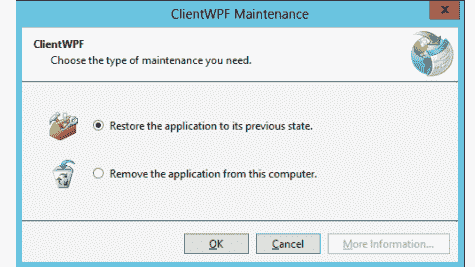 ClientWPF Maintenance
x
ClientWPF
Choose the type of maintenance you need.
Restore the application to its previous state.
Remove the application from this computer.
OK
Cancel
More Information...